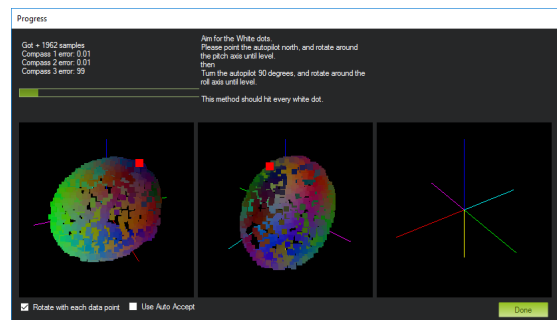 Progress
Got + 1962 samples
Compass 1 error: 0.01
Compass 2 error: 0.01
Compass 3 error: 99
Aim for the White dots.
Please point the autopilot north, and rotate around
the pitch axis until level.
then
Turn the autopilot 90 degrees, and rotate around the
roll axis until level.
This method should hit every white dot.
Rotate with each data point
Use Auto Accept
Done